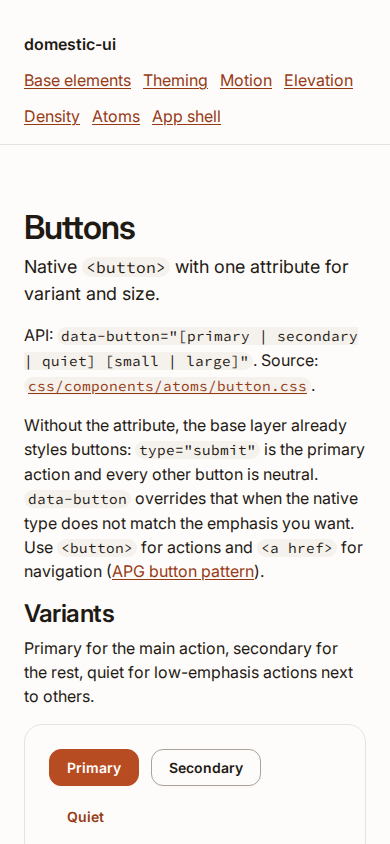 domestic-ui
Base elements Theming Motion Elevation
Density Atoms App shell
Buttons
Native <button> with one attribute for
variant and size.
API: data-button="[primary | secondary
| quiet] [small | large]". Source:
css/components/atoms/button.css.
Without the attribute, the base layer already
styles buttons: type="submit" is the primary
action and every other button is neutral.
data-button overrides that when the native
type does not match the emphasis you want.
Use <button> for actions and <a href> for
navigation (APG button pattern).
Variants
Primary for the main action, secondary for
the rest, quiet for low-emphasis actions next
to others.
Primary Secondary
Quiet